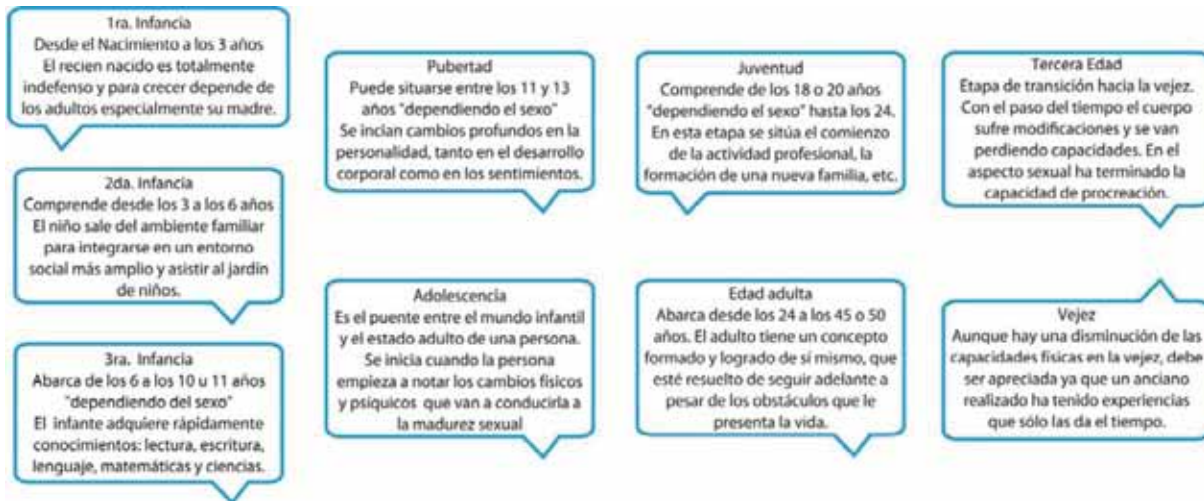 1ra. Infancia
Desde el Nacimiento a los 3 años
El recien nacido es totalmente
indefenso y para crecer depende de
los adultos especialmente su madre.
2da. Infancia
Comprende desde los 3 a los 6 años
El niño sale del ambiente familiar
para integrarse en un entorno
social más amplio y asistir al jardín
de niños.
3ra. Infancia
Abarca de los 6 a los 10 u 11 años
"dependiendo del sexo"
El infante adquiere rápidamente
conocimientos: lectura, escritura,
lenguaje, matemáticas y ciencias.
Pubertad
Puede situarse entre los 11 y 13
años "dependiendo el sexo"
Se incian cambios profundos en la
personalidad, tanto en el desarrollo
corporal como en los sentimientos.
Adolescencia
Es el puente entre el mundo infantil
y el estado adulto de una persona.
Se inicia cuando la persona
empieza a notar los cambios físicos
y psíquicos que van a conducirla a
la madurez sexual
Juventud
Comprende de los 18 o 20 años
"dependiendo el sexo" hasta los 24.
En esta etapa se sitúa el comienzo
de la actividad profesional, la
formación de una nueva familia, etc.
Edad adulta
Abarca desde los 24 a los 45 o 50
años. El adulto tiene un concepto
formado y logrado de sí mismo, que
esté resuelto de seguir adelante a
pesar de los obstáculos que le
presenta la vida.
Tercera Edad
Etapa de transición hacia la vejez.
Con el paso del tiempo el cuerpo
sufre modificaciones y se van
perdiendo capacidades. En el
aspecto sexual ha terminado la
capacidad de procreación.
Vejez
Aunque hay una disminución de las
capacidades físicas en la vejez, debe
ser apreciada ya que un anciano
realizado ha tenido experiencias
que sólo las da el tiempo.